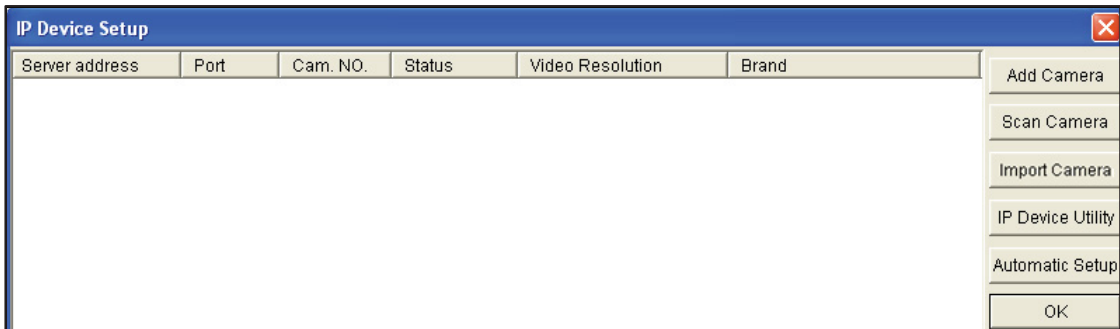 IP Device Setup
Server address Port Cam. NO. Status Video Resolution Brand
Add Camera
Scan Camera
Import Camera
IP Device Utility
Automatic Setup
OK